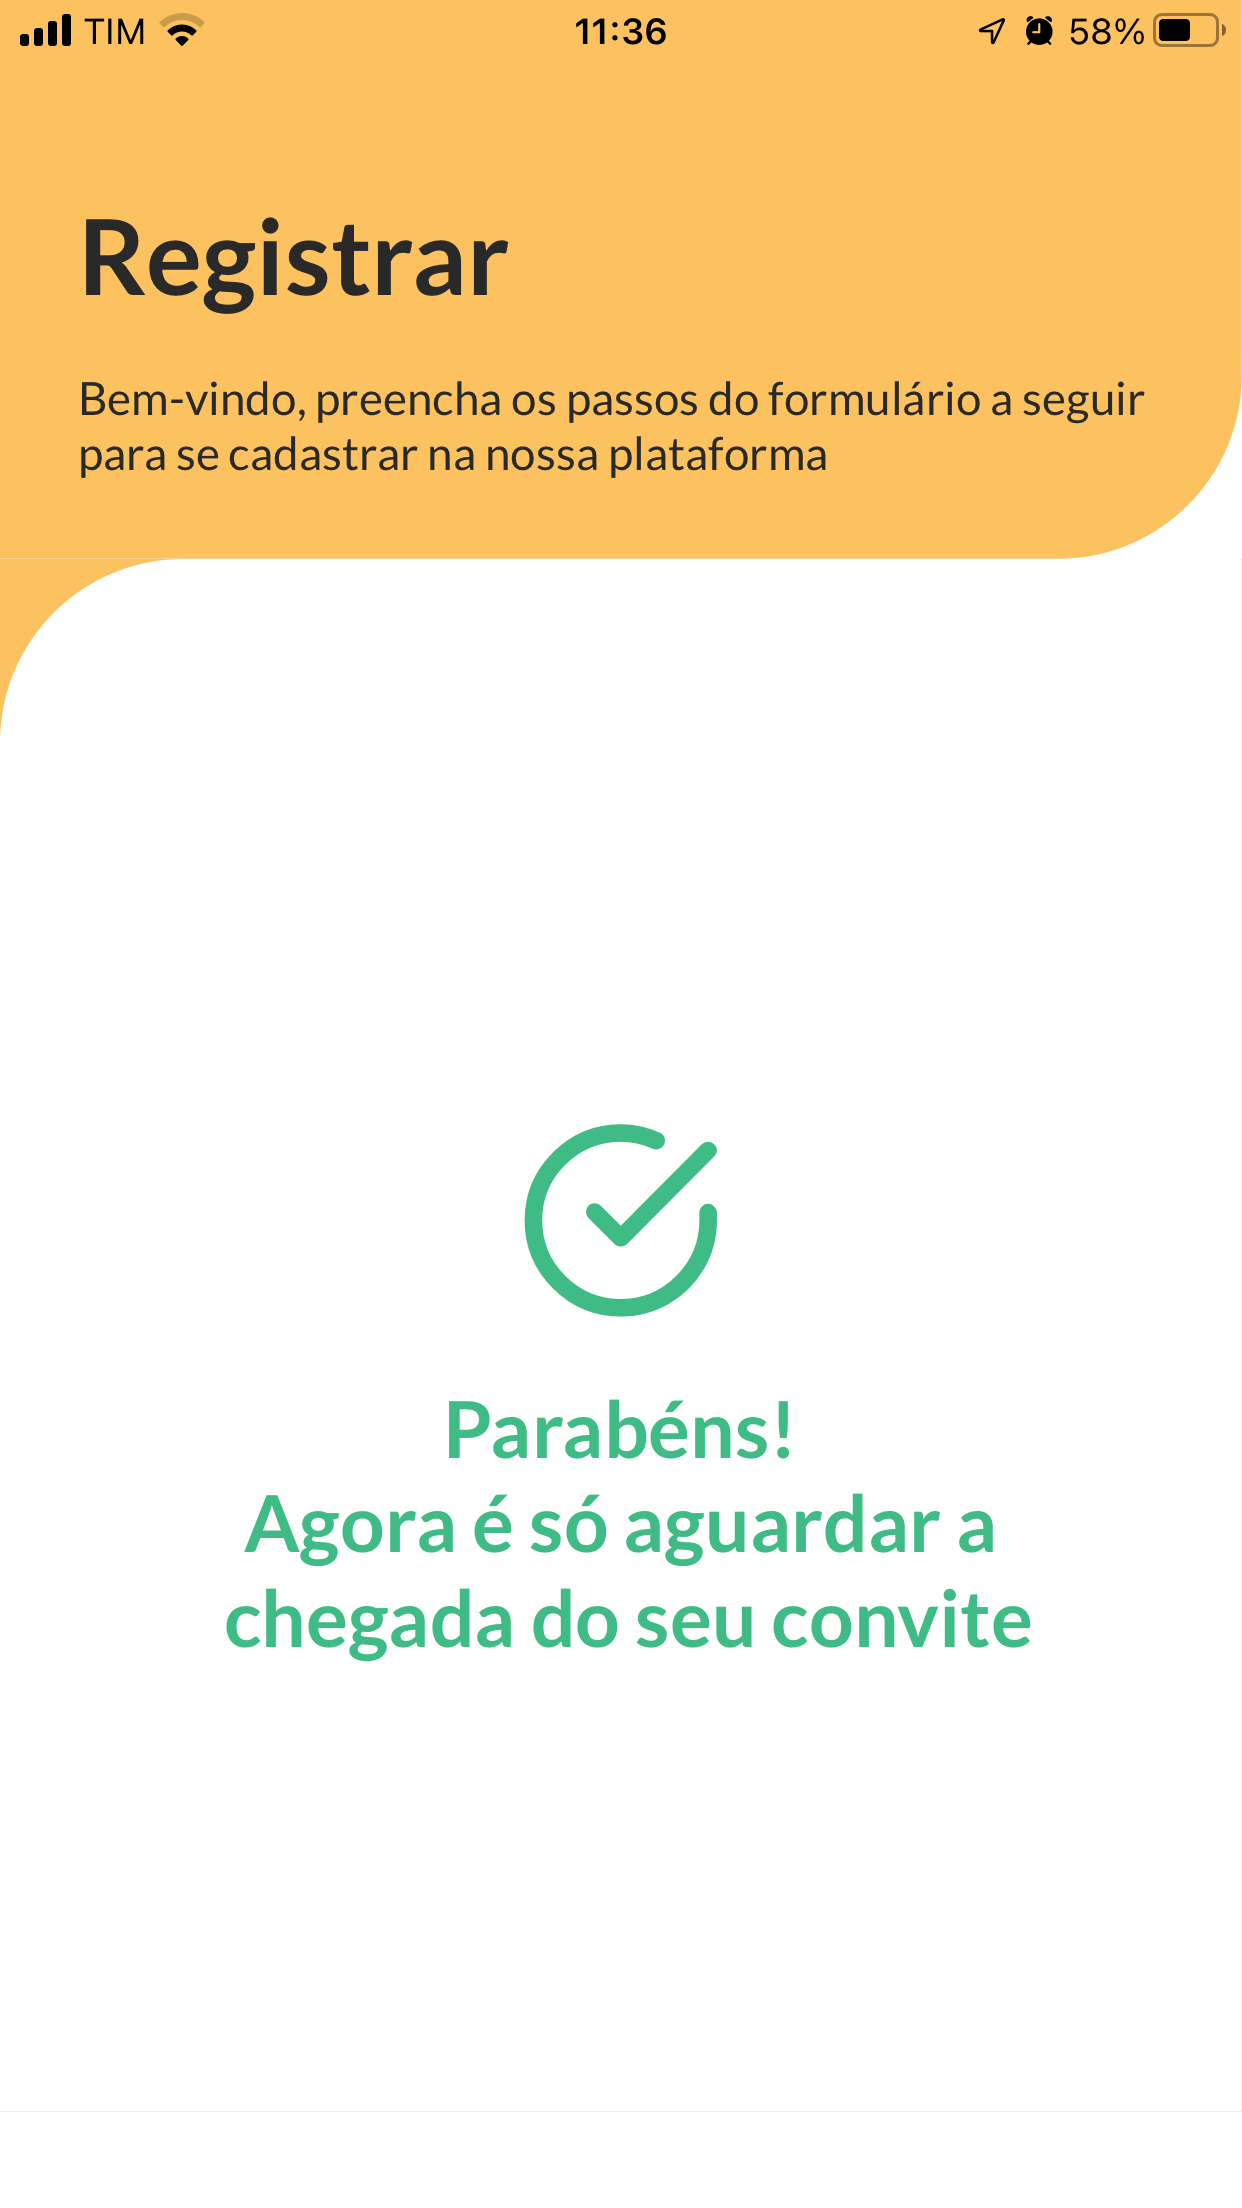 TIM 11:36 58%
Registrar
Bem-vindo, preencha os passos do formulário a seguir
para se cadastrar na nossa plataforma
Parabéns!
Agora é só aguardar a
chegada do seu convite